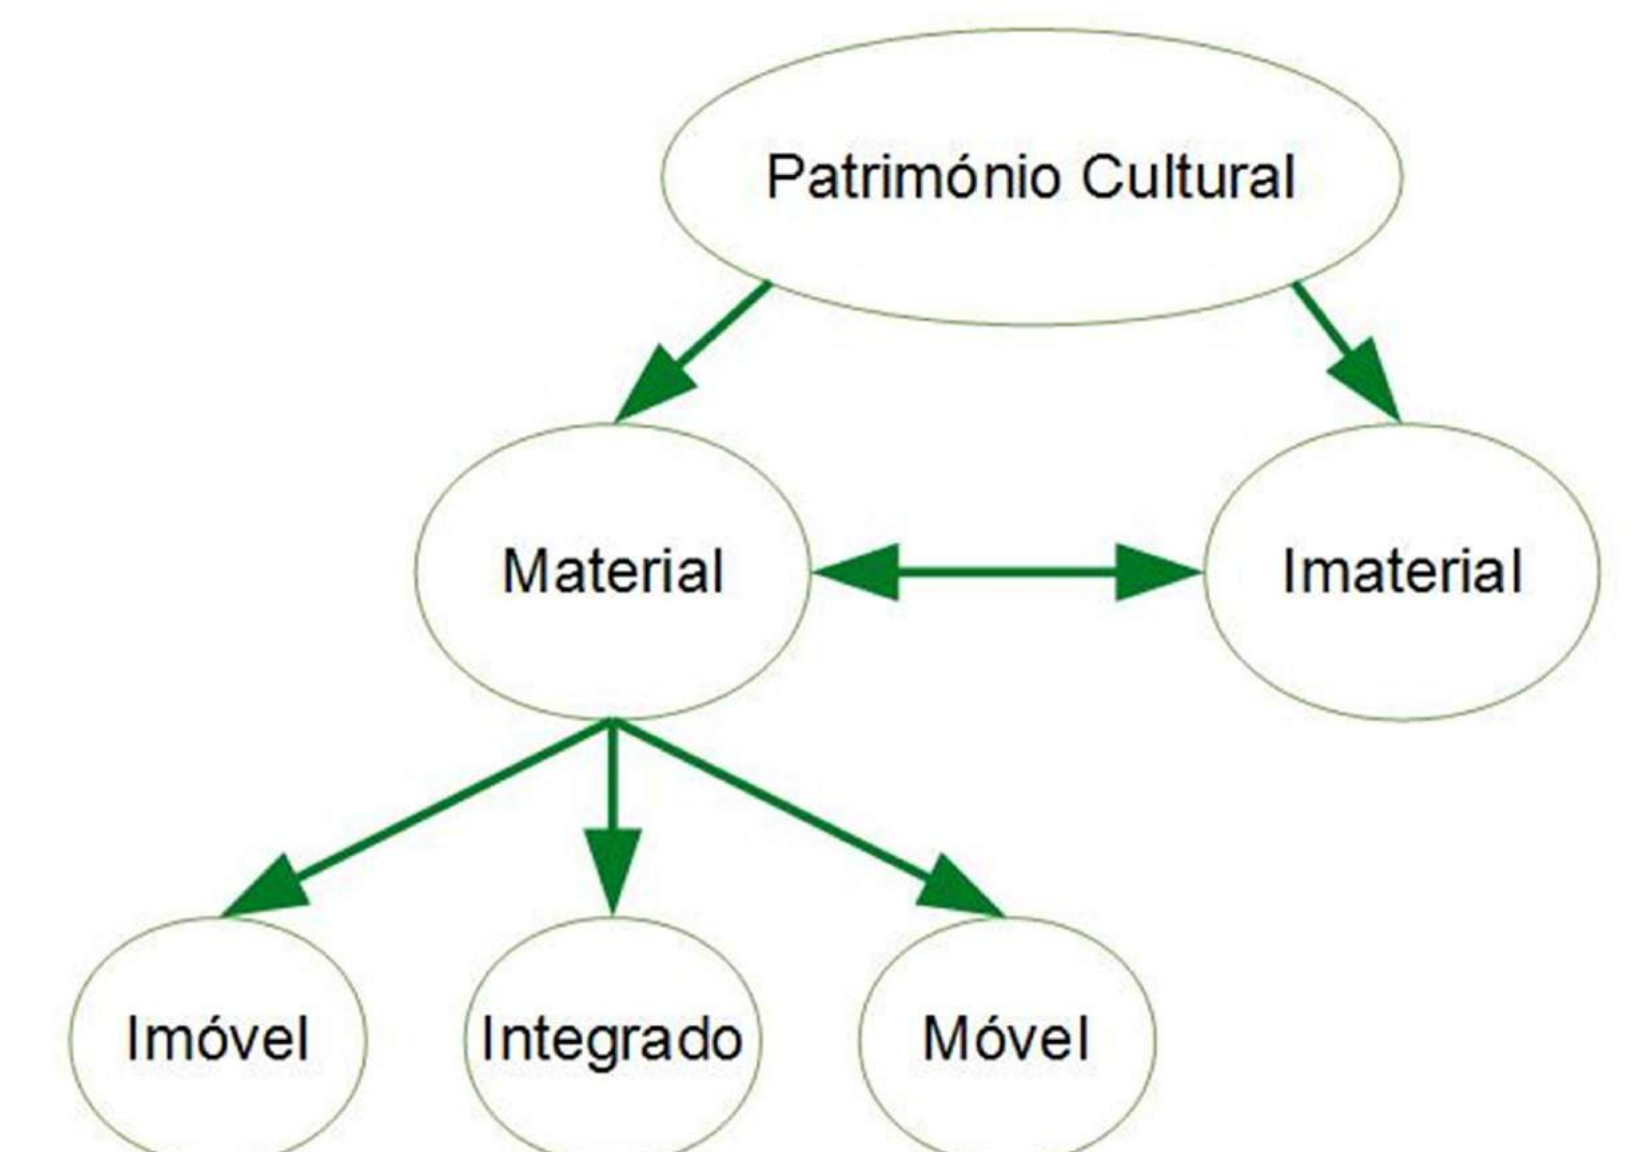 Património Cultural
Material
Imaterial
Imóvel
Integrado
Móvel